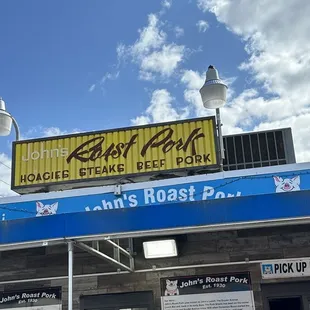 John's Roast Pork
HOAGIES STEAKS BEEF PORK
John's Roast Pork
John's Roast Pork
Est. 1930
PICK UP
John's Roast Pork